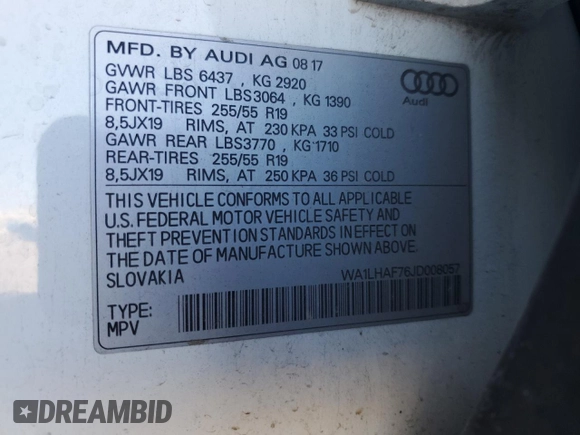 MFD. BY AUDI AG 08 17
GVWR LBS 6437 , KG 2920
GAWR FRONT LBS3064 , KG 1390
FRONT-TIRES 255/55 R19
8,5JX19 RIMS, AT 230 KPA 33 PSI COLD
GAWR REAR LBS3770 , KG 1710
REAR-TIRES 255/55 R19
8,5JX19 RIMS, AT 250 KPA 36 PSI COLD
Audi
THIS VEHICLE CONFORMS TO ALL APPLICABLE
U.S. FEDERAL MOTOR VEHICLE SAFETY AND
THEFT PREVENTION STANDARDS IN EFFECT ON
THE DATE OF MANUFACTURE SHOWN ABOVE.
SLOVAKIA
WA1LHAF76JD008057
TYPE:
MPV
DREAMBID